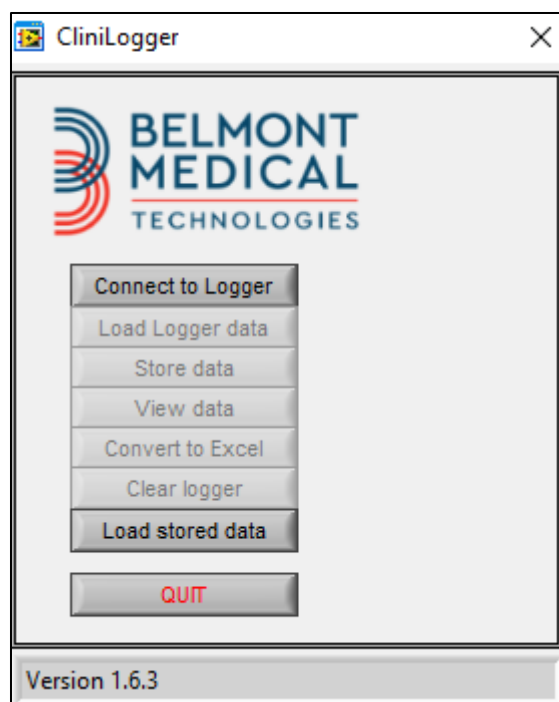 CliniLogger
BELMONT
MEDICAL
TECHNOLOGIES
Connect to Logger
Load Logger data
Store data
View data
Convert to Excel
Clear logger
Load stored data
QUIT
Version 1.6.3